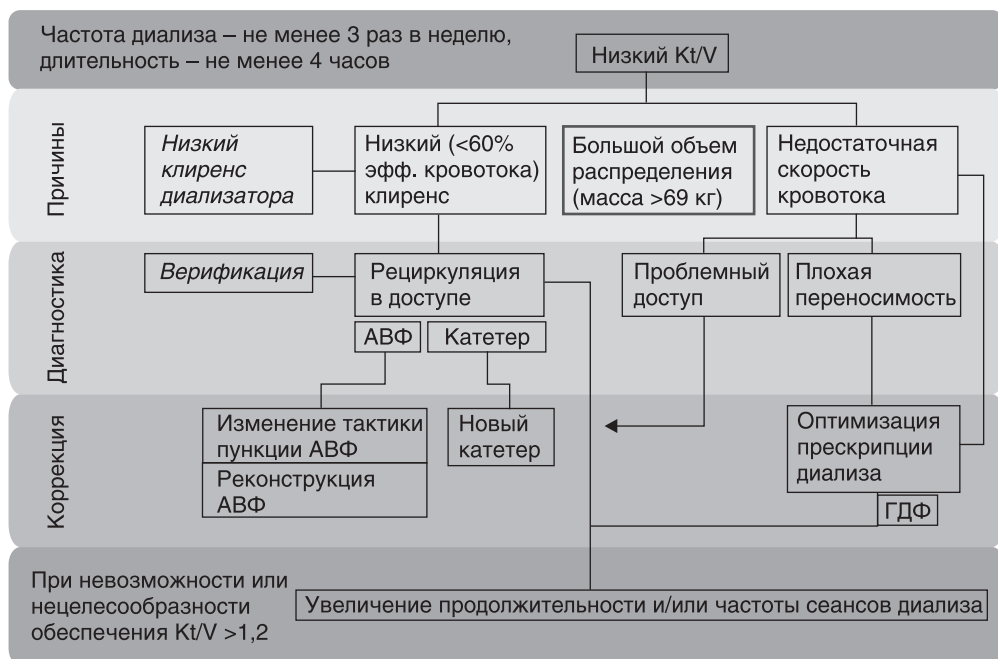 Частота диализа – не менее 3 раз в неделю,
длительность – не менее 4 часов
Низкий Kt/V
Причины
Низкий
клиренс
диализатора
Низкий (<60%
эфф. кровотока)
клиренс
Большой объем
распределения
(масса >69 кг)
Недостаточная
скорость
кровотока
Диагностика
Верификация
Рециркуляция
в доступе
Проблемный
доступ
Плохая
переносимость
АВФ
Катетер
Коррекция
Изменение тактики
пункции АВФ
Реконструкция
АВФ
Новый
катетер
Оптимизация
прескрипции
диализа
ГДФ
При невозможности или
нецелесообразности
обеспечения Kt/V >1,2
Увеличение продолжительности и/или частоты сеансов диализа